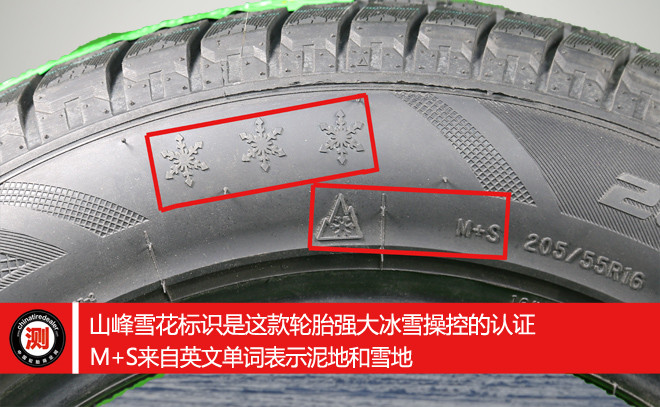 M+S 205/55R16
山峰雪花标识是这款轮胎强大冰雪操控的认证
M+S来自英文单词表示泥地和雪地
chinatiredealer
测